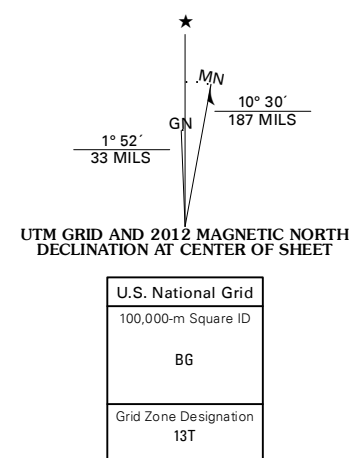 ★
MN
GN
10° 30´
187 MILS
1° 52´
33 MILS
UTM GRID AND 2012 MAGNETIC NORTH
DECLINATION AT CENTER OF SHEET
U.S. National Grid
100,000-m Square ID
BG
Grid Zone Designation
13T